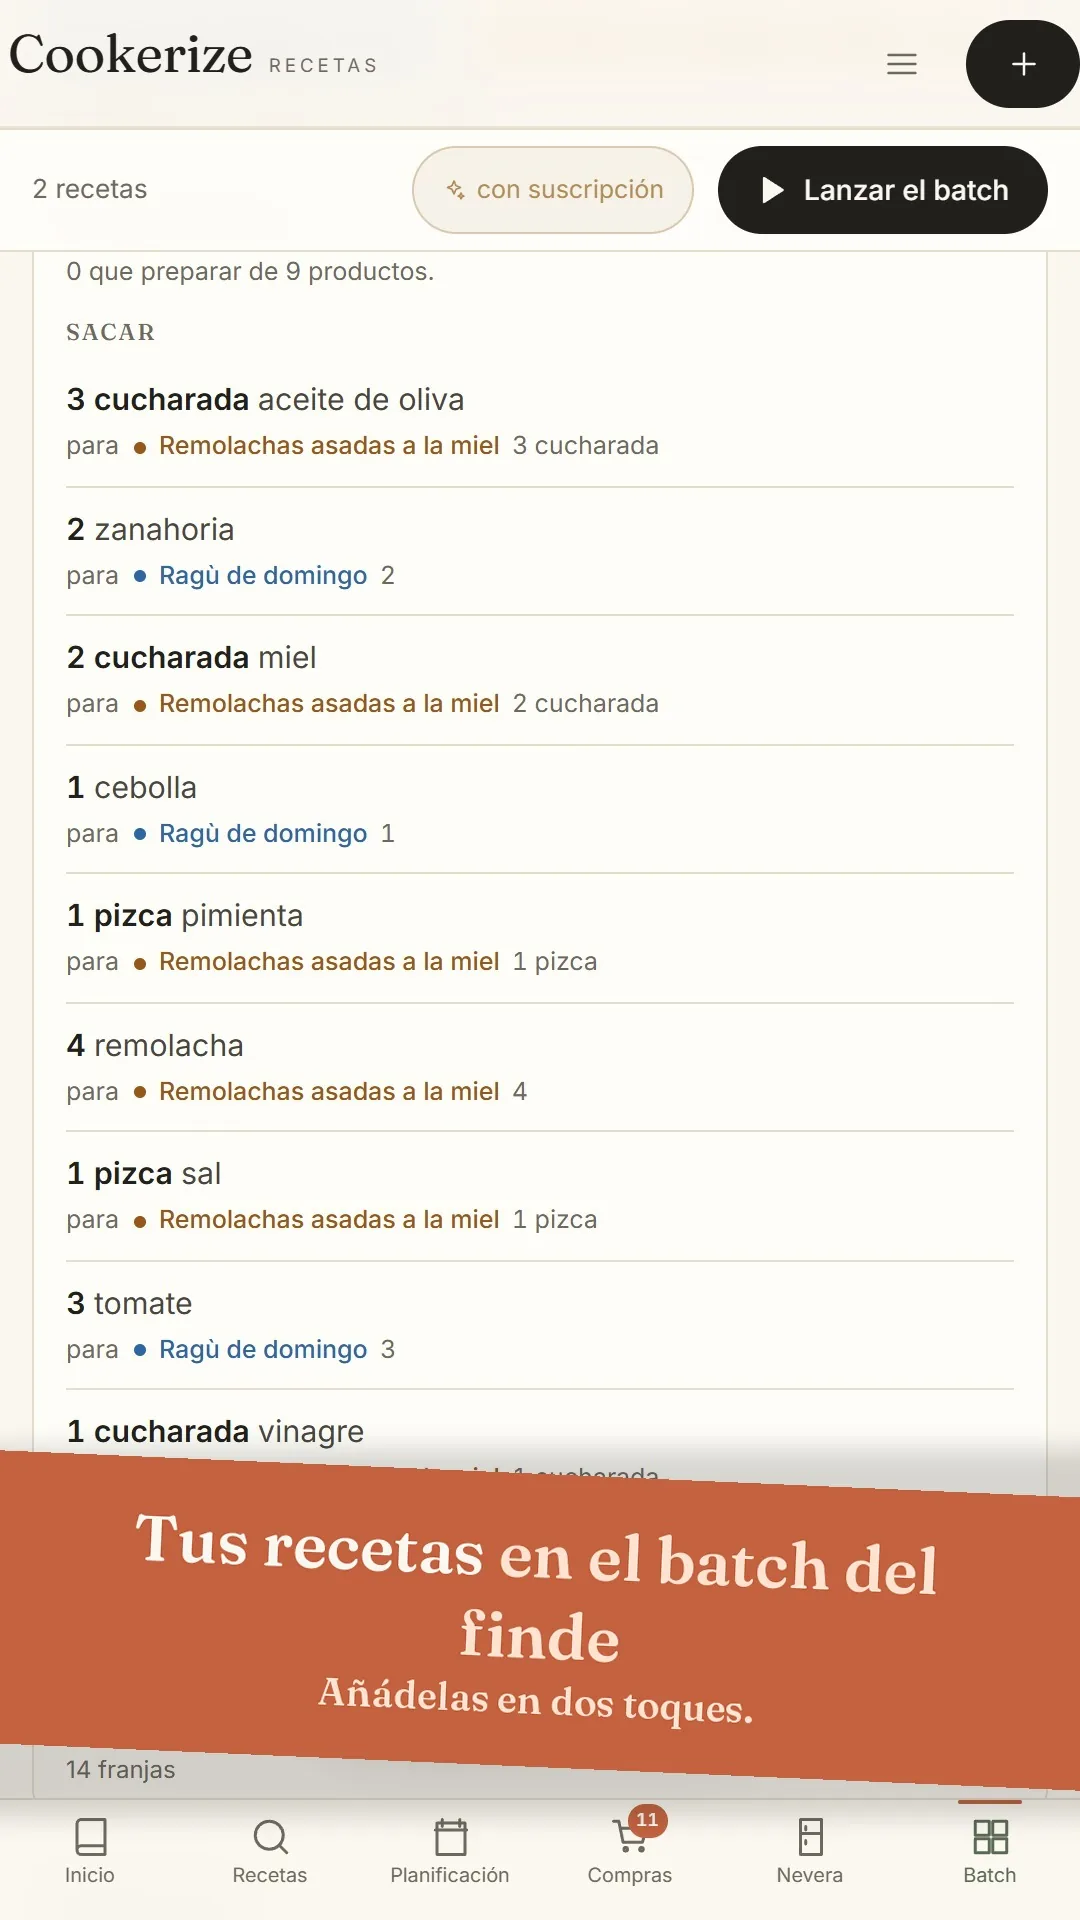 Cookerize RECETAS
+
2 recetas
con suscripción
Lanzar el batch
0 que preparar de 9 productos.
SACAR
3 cucharada aceite de oliva
para • Remolachas asadas a la miel 3 cucharada
2 zanahoria
para • Ragù de domingo 2
2 cucharada miel
para • Remolachas asadas a la miel 2 cucharada
1 cebolla
para • Ragù de domingo 1
1 pizca pimienta
para • Remolachas asadas a la miel 1 pizca
4 remolacha
para • Remolachas asadas a la miel 4
1 pizca sal
para • Remolachas asadas a la miel 1 pizca
3 tomate
para • Ragù de domingo 3
1 cucharada vinagre
1 cucharada
Tus recetas en el batch del
finde
Añádelas en dos toques.
14 franjas
11
Inicio
Recetas
Planificación
Compras
Nevera
Batch